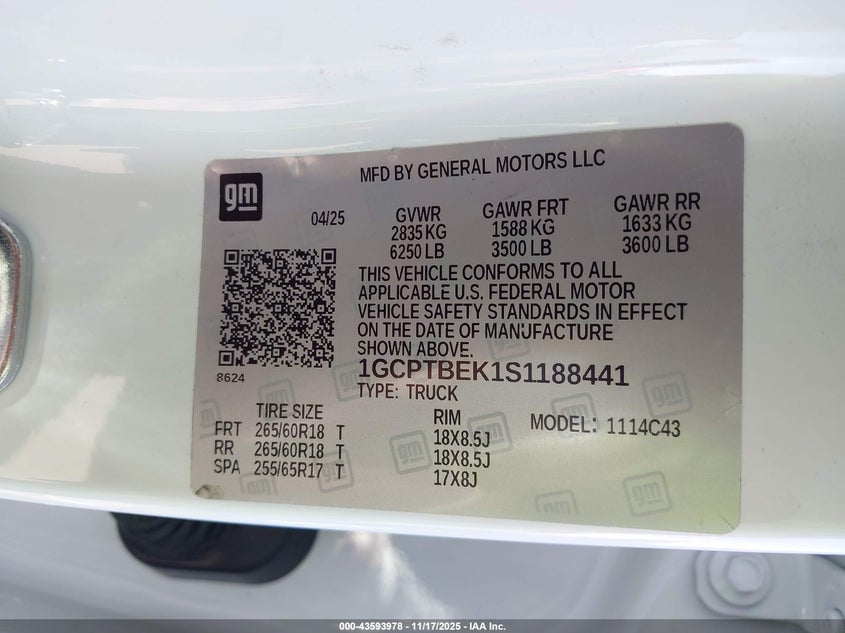 MFD BY GENERAL MOTORS LLC
gm
04/25
GVWR GAWR FRT GAWR RR
2835 KG 1588 KG 1633 KG
6250 LB 3500 LB 3600 LB
THIS VEHICLE CONFORMS TO ALL
APPLICABLE U.S. FEDERAL MOTOR
VEHICLE SAFETY STANDARDS IN EFFECT
ON THE DATE OF MANUFACTURE
SHOWN ABOVE.
8624
1GCPTBEK1S1188441
TYPE: TRUCK
TIRE SIZE RIM MODEL: 1114C43
FRT 265/60R18 T 18X8.5J
RR 265/60R18 T 18X8.5J
SPA 255/65R17 T 17X8J
000-43593978 | 11/17/2025 - IAA Inc.